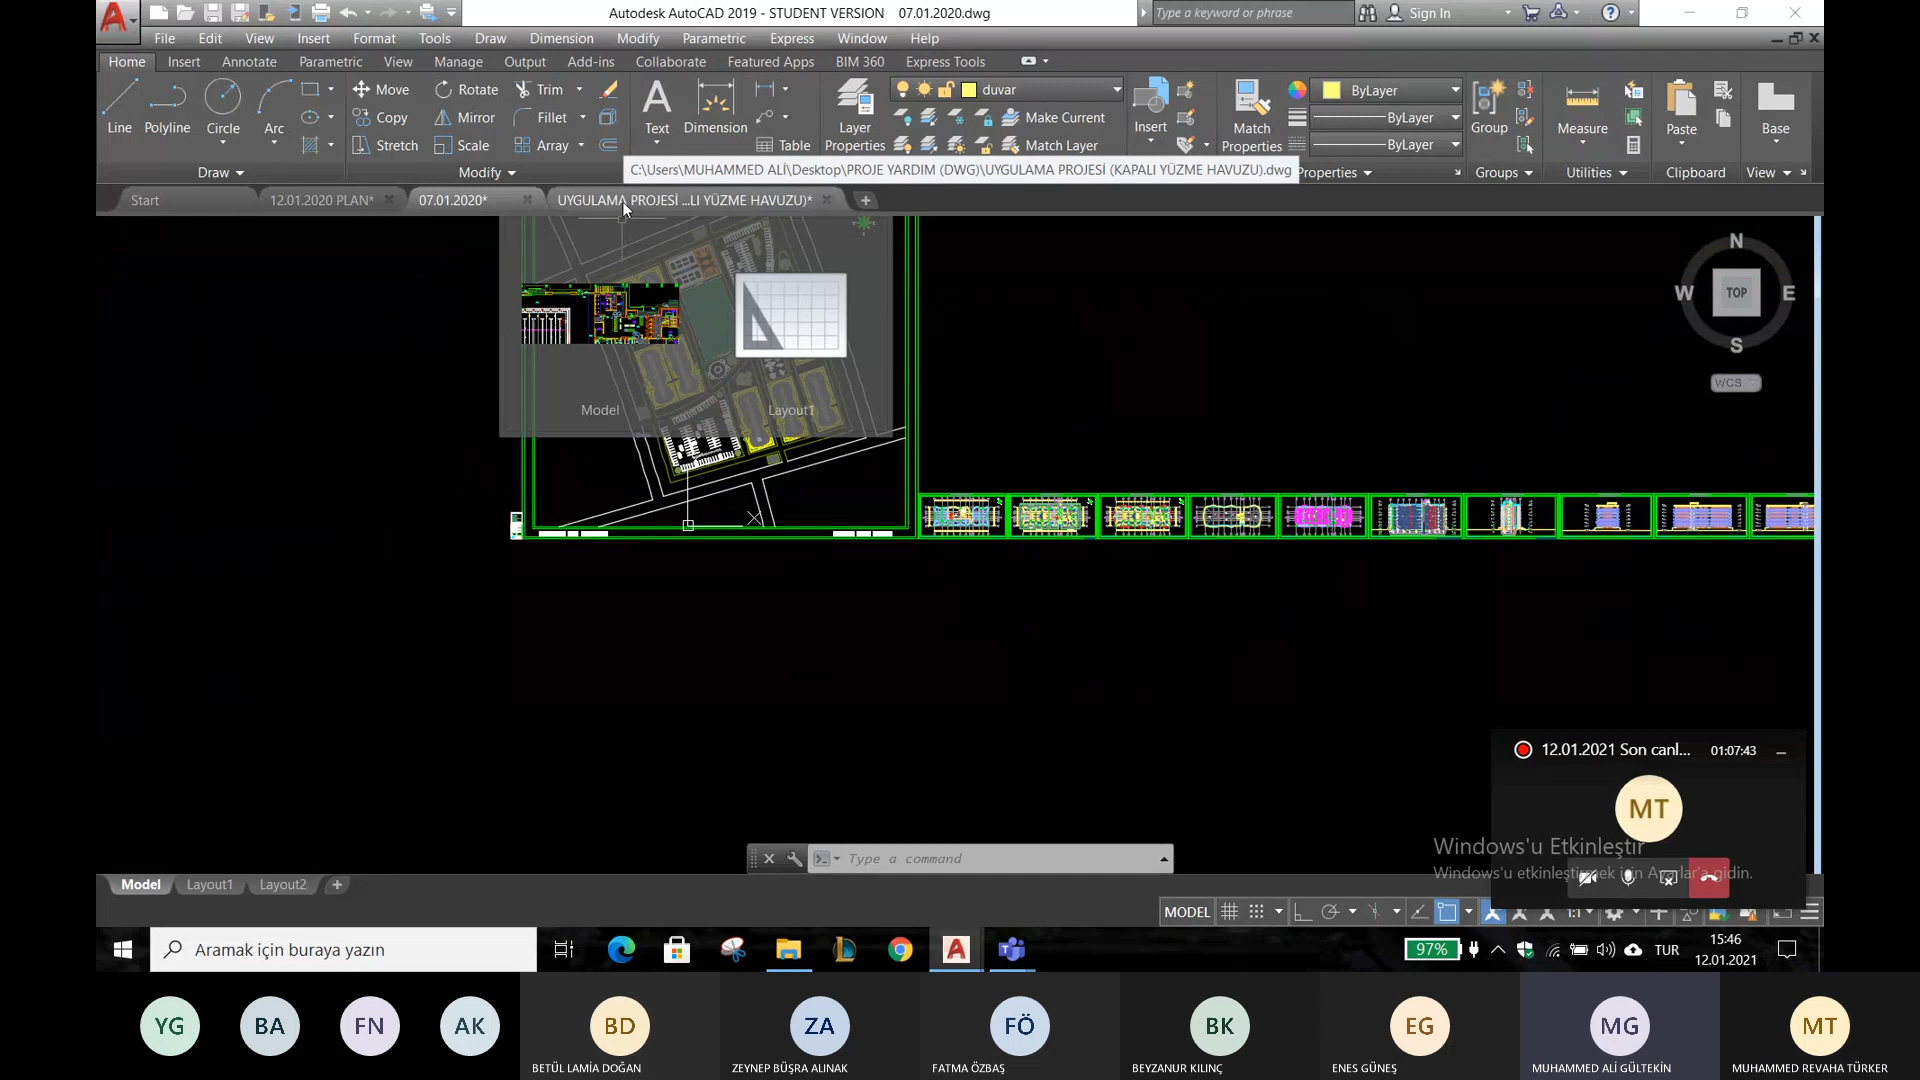 Autodesk AutoCAD 2019 - STUDENT VERSION 07.01.2020.dwg
Type a keyword or phrase
Sign In
File Edit View Insert Format Tools Draw Dimension Modify Parametric Express Window Help
Home Insert Annotate Parametric View Manage Output Add-ins Collaborate Featured Apps BIM 360 Express Tools
Move Rotate Trim duvar ByLayer
Copy Mirror Fillet Make Current ByLayer
Line Polyline Circle Arc Text Dimension Layer Insert Match Group Measure Paste Base
Stretch Scale Array Table Properties Match Layer Properties ByLayer
Draw Modify Properties Groups Utilities Clipboard View
C:\Users\MUHAMMED ALİ\Desktop\PROJE YARDIM (DWG)\UYGULAMA PROJESİ (KAPALI YÜZME HAVUZU).dwg
Start 12.01.2020 PLAN* 07.01.2020* UYGULAMA PROJESİ ...LI YÜZME HAVUZU)*
N
W TOP E
S
WCS
Model Layout1
X
12.01.2021 Son canl... 01:07:43
MT
Windows'u Etkinleştir
Windows'u etkinleştirmek için Ayarlar'a gidin.
Type a command
Model Layout1 Layout2
MODEL 1:1
Aramak için buraya yazın
97% TUR 15:46
12.01.2021
YG BA FN AK BD ZA FÖ BK EG MG MT
BETÜL LAMİA DOĞAN ZEYNEP BÜŞRA ALINAK FATMA ÖZBAŞ BEYZANUR KILINÇ ENES GÜNEŞ MUHAMMED ALİ GÜLTEKİN MUHAMMED REVAHA TÜRKER